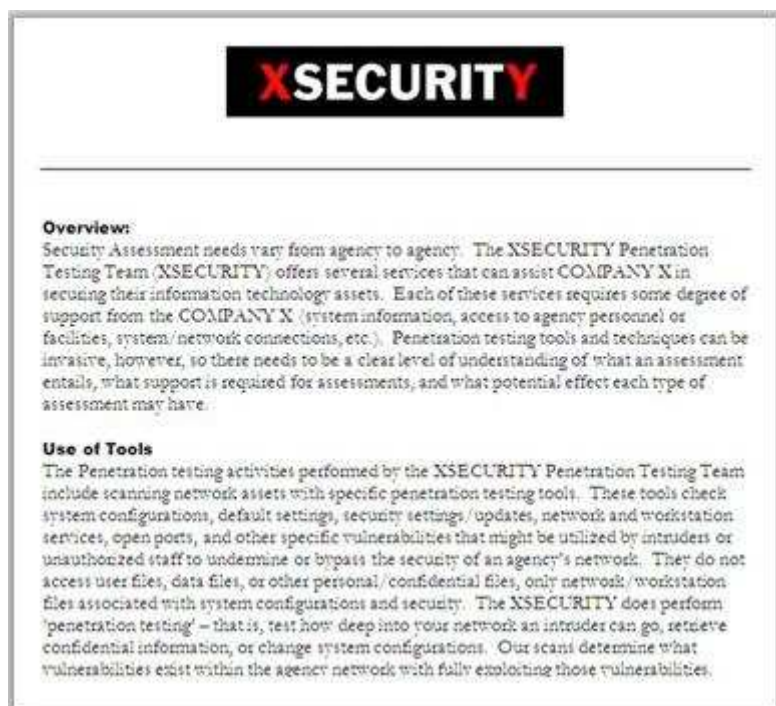 XSECURITY
Overview:
Security Assessment needs vary from agency to agency. The XSECURITY Penetration
Testing Team (XSECURITY) offers several services that can assist COMPANY X in
securing their information technology assets. Each of these services requires some degree of
support from the COMPANY X (system information, access to agency personnel or
facilities, system/network connections, etc.). Penetration testing tools and techniques can be
invasive, however, so there needs to be a clear level of understanding of what an assessment
entails, what support is required for assessments, and what potential effect each type of
assessment may have.
Use of Tools
The Penetration testing activities performed by the XSECURITY Penetration Testing Team
include scanning network assets with specific penetration testing tools. These tools check
system configurations, default settings, security settings/updates, network and workstation
services, open ports, and other specific vulnerabilities that might be utilized by intruders or
unauthorized staff to undermine or bypass the security of an agency's network. They do not
access user files, data files, or other personal/confidential files, only network/workstation
files associated with system configurations and security. The XSECURITY does perform
'penetration testing' – that is, test how deep into your network an intruder can go, retrieve
confidential information, or change system configurations. Our scans determine what
vulnerabilities exist within the agency network with fully exploiting those vulnerabilities.